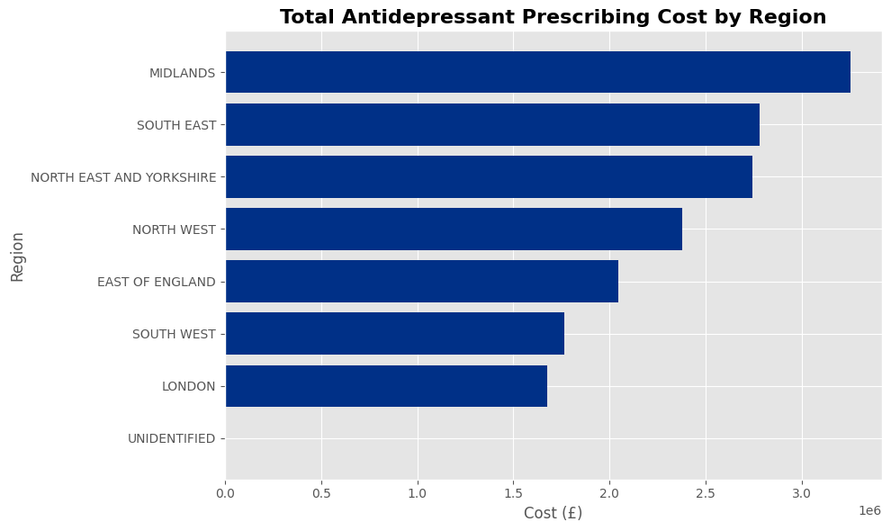 Total Antidepressant Prescribing Cost by Region
MIDLANDS
SOUTH EAST
NORTH EAST AND YORKSHIRE
NORTH WEST
EAST OF ENGLAND
SOUTH WEST
LONDON
UNIDENTIFIED
Region
0.0 0.5 1.0 1.5 2.0 2.5 3.0
1e6
Cost (£)